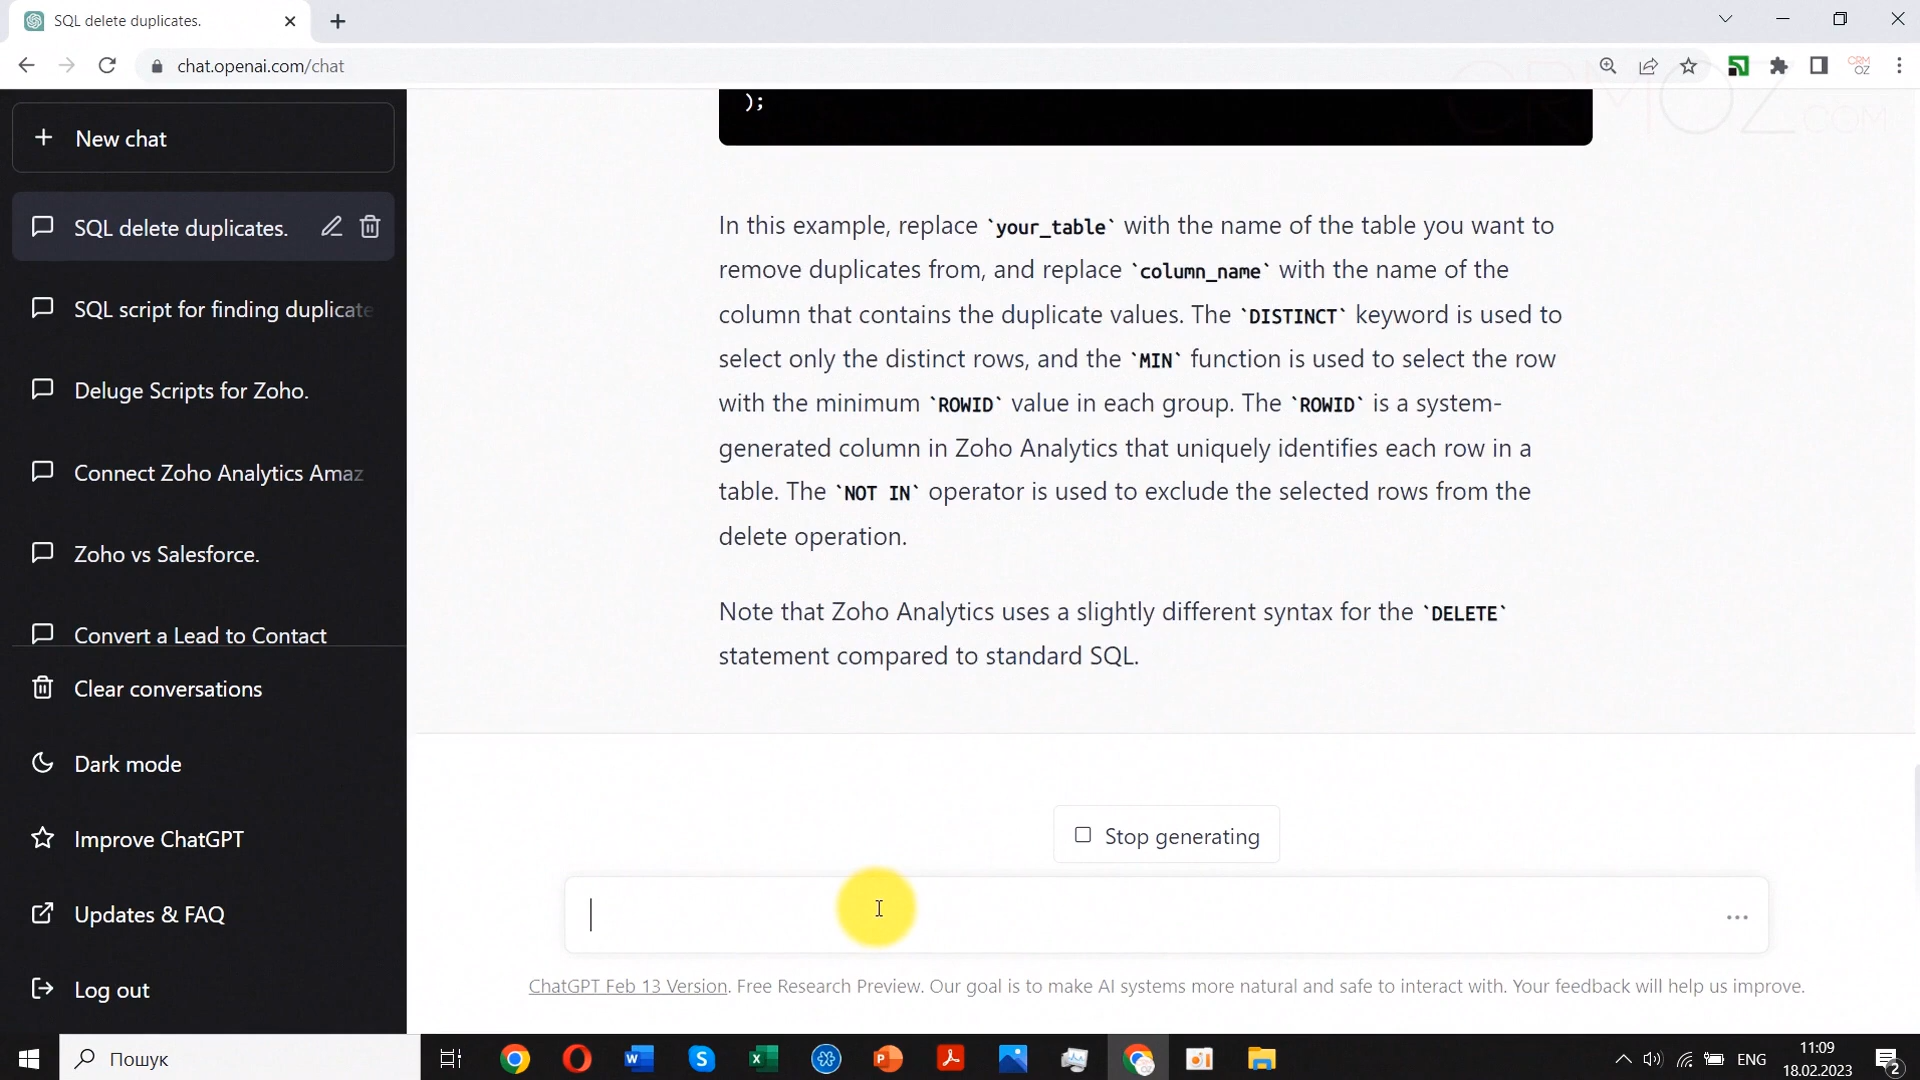 SQL delete duplicates.
chat.openai.com/chat
CRMOZ.COM
New chat
SQL delete duplicates.
SQL script for finding duplicate
Deluge Scripts for Zoho.
Connect Zoho Analytics Amaz
Zoho vs Salesforce.
Convert a Lead to Contact
Clear conversations
Dark mode
Improve ChatGPT
Updates & FAQ
Log out
);
In this example, replace `your_table` with the name of the table you want to
remove duplicates from, and replace `column_name` with the name of the
column that contains the duplicate values. The `DISTINCT` keyword is used to
select only the distinct rows, and the `MIN` function is used to select the row
with the minimum `ROWID` value in each group. The `ROWID` is a system-
generated column in Zoho Analytics that uniquely identifies each row in a
table. The `NOT IN` operator is used to exclude the selected rows from the
delete operation.
Note that Zoho Analytics uses a slightly different syntax for the `DELETE`
statement compared to standard SQL.
Stop generating
ChatGPT Feb 13 Version. Free Research Preview. Our goal is to make AI systems more natural and safe to interact with. Your feedback will help us improve.
Пошук
ENG
11:09
18.02.2023
2